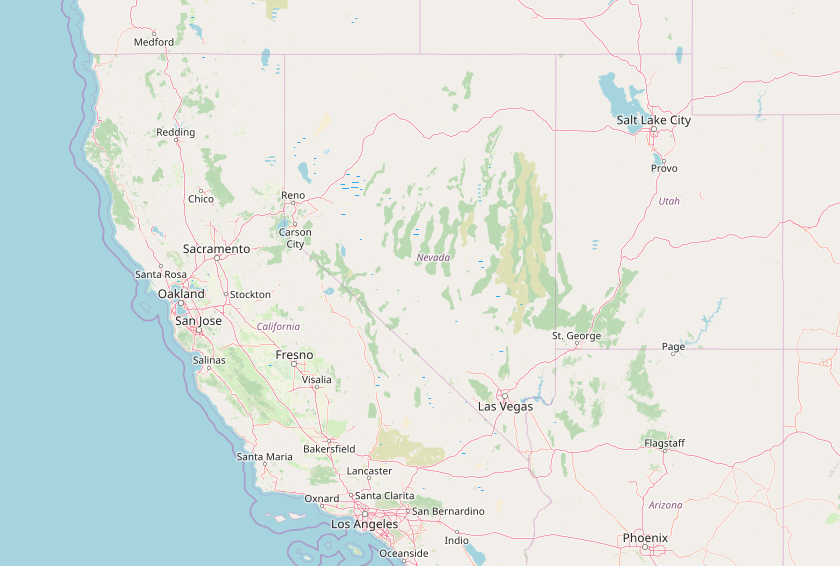 Medford
Salt Lake City
Redding
Provo
Chico
Reno
Utah
Carson
City
Sacramento
Nevada
Santa Rosa
Oakland
Stockton
San Jose
California
St. George
Page
Salinas
Fresno
Visalia
Las Vegas
Bakersfield
Flagstaff
Santa Maria
Lancaster
Oxnard
Santa Clarita
Arizona
San Bernardino
Los Angeles
Indio
Phoenix
Oceanside